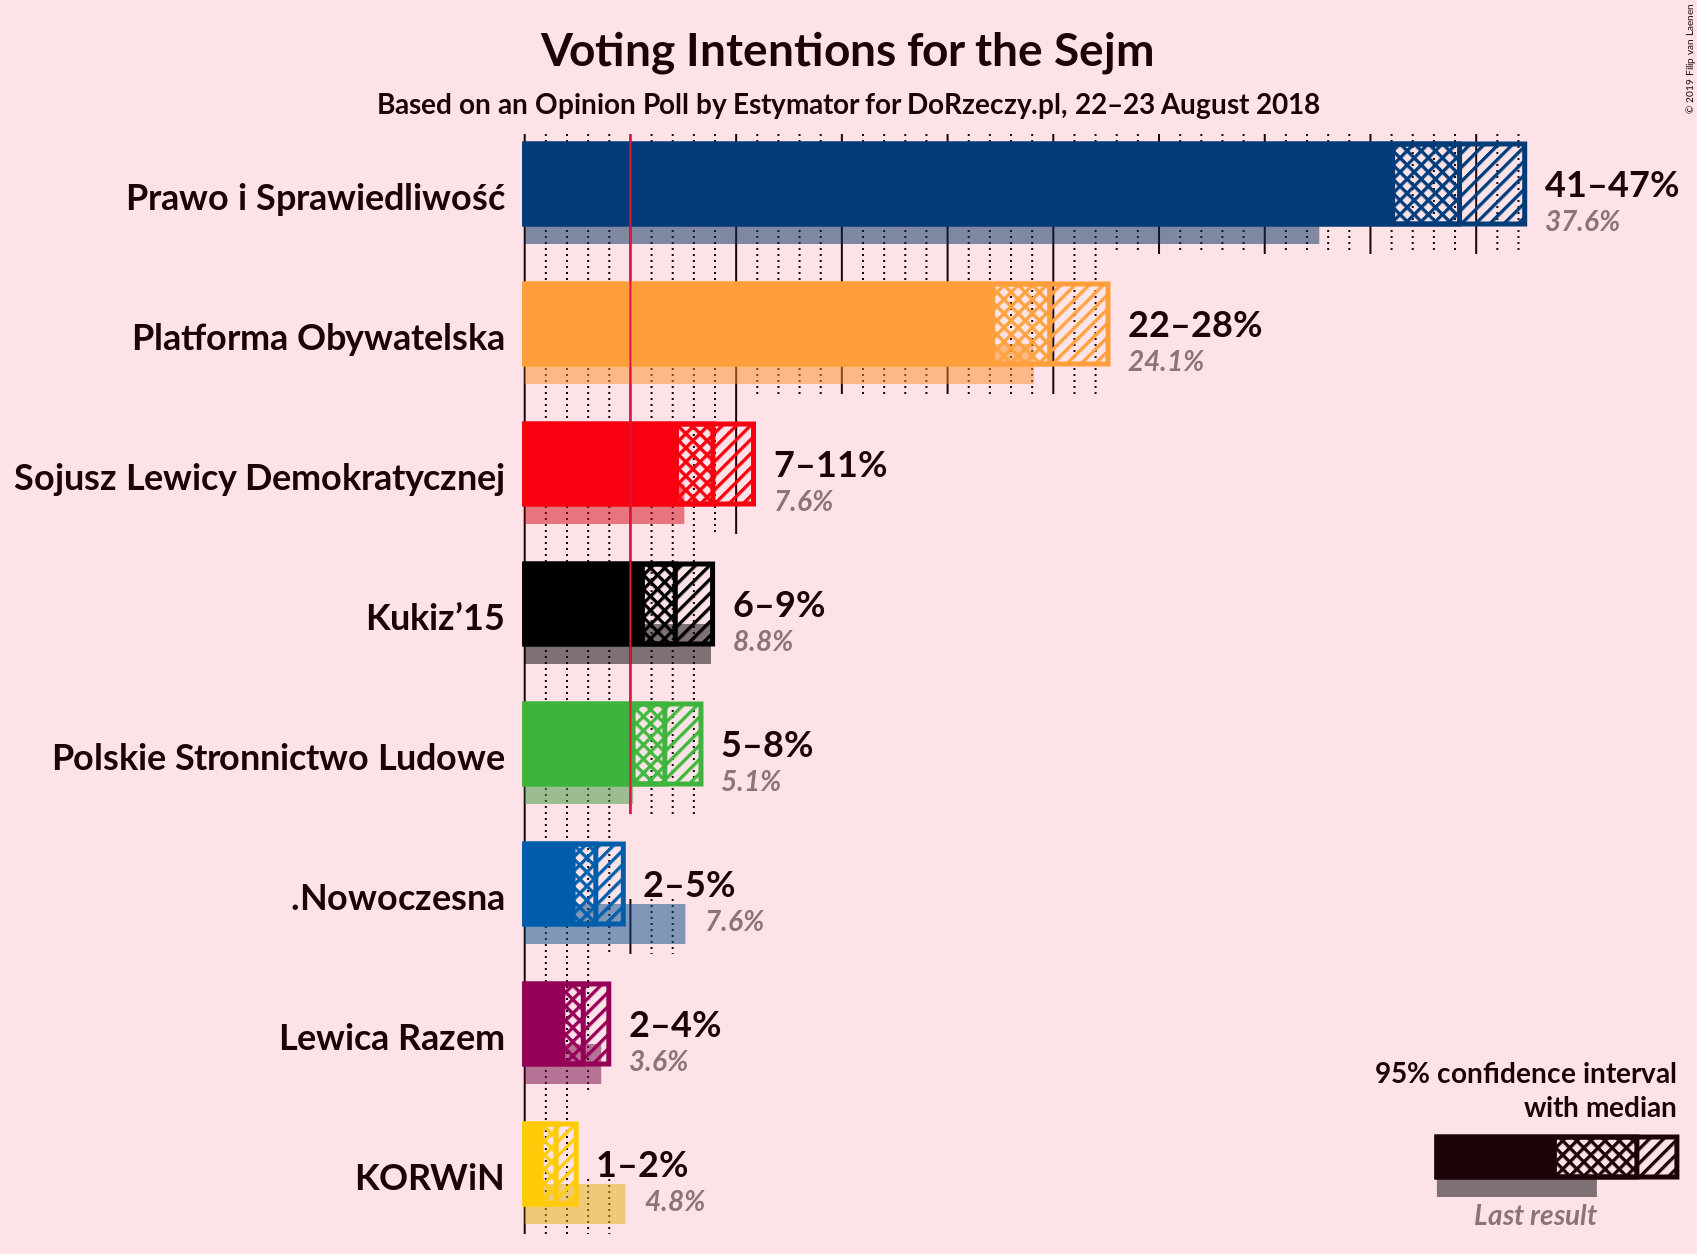 Voting Intentions for the Sejm
Based on an Opinion Poll by Estymator for DoRzeczy.pl, 22–23 August 2018
© 2019 Filip van Laenen
Prawo i Sprawiedliwość
41–47%
37.6%
Platforma Obywatelska
22–28%
24.1%
Sojusz Lewicy Demokratycznej
7–11%
7.6%
Kukiz’15
6–9%
8.8%
Polskie Stronnictwo Ludowe
5–8%
5.1%
.Nowoczesna
2–5%
7.6%
Lewica Razem
2–4%
3.6%
KORWiN
1–2%
4.8%
95% confidence interval
with median
Last result